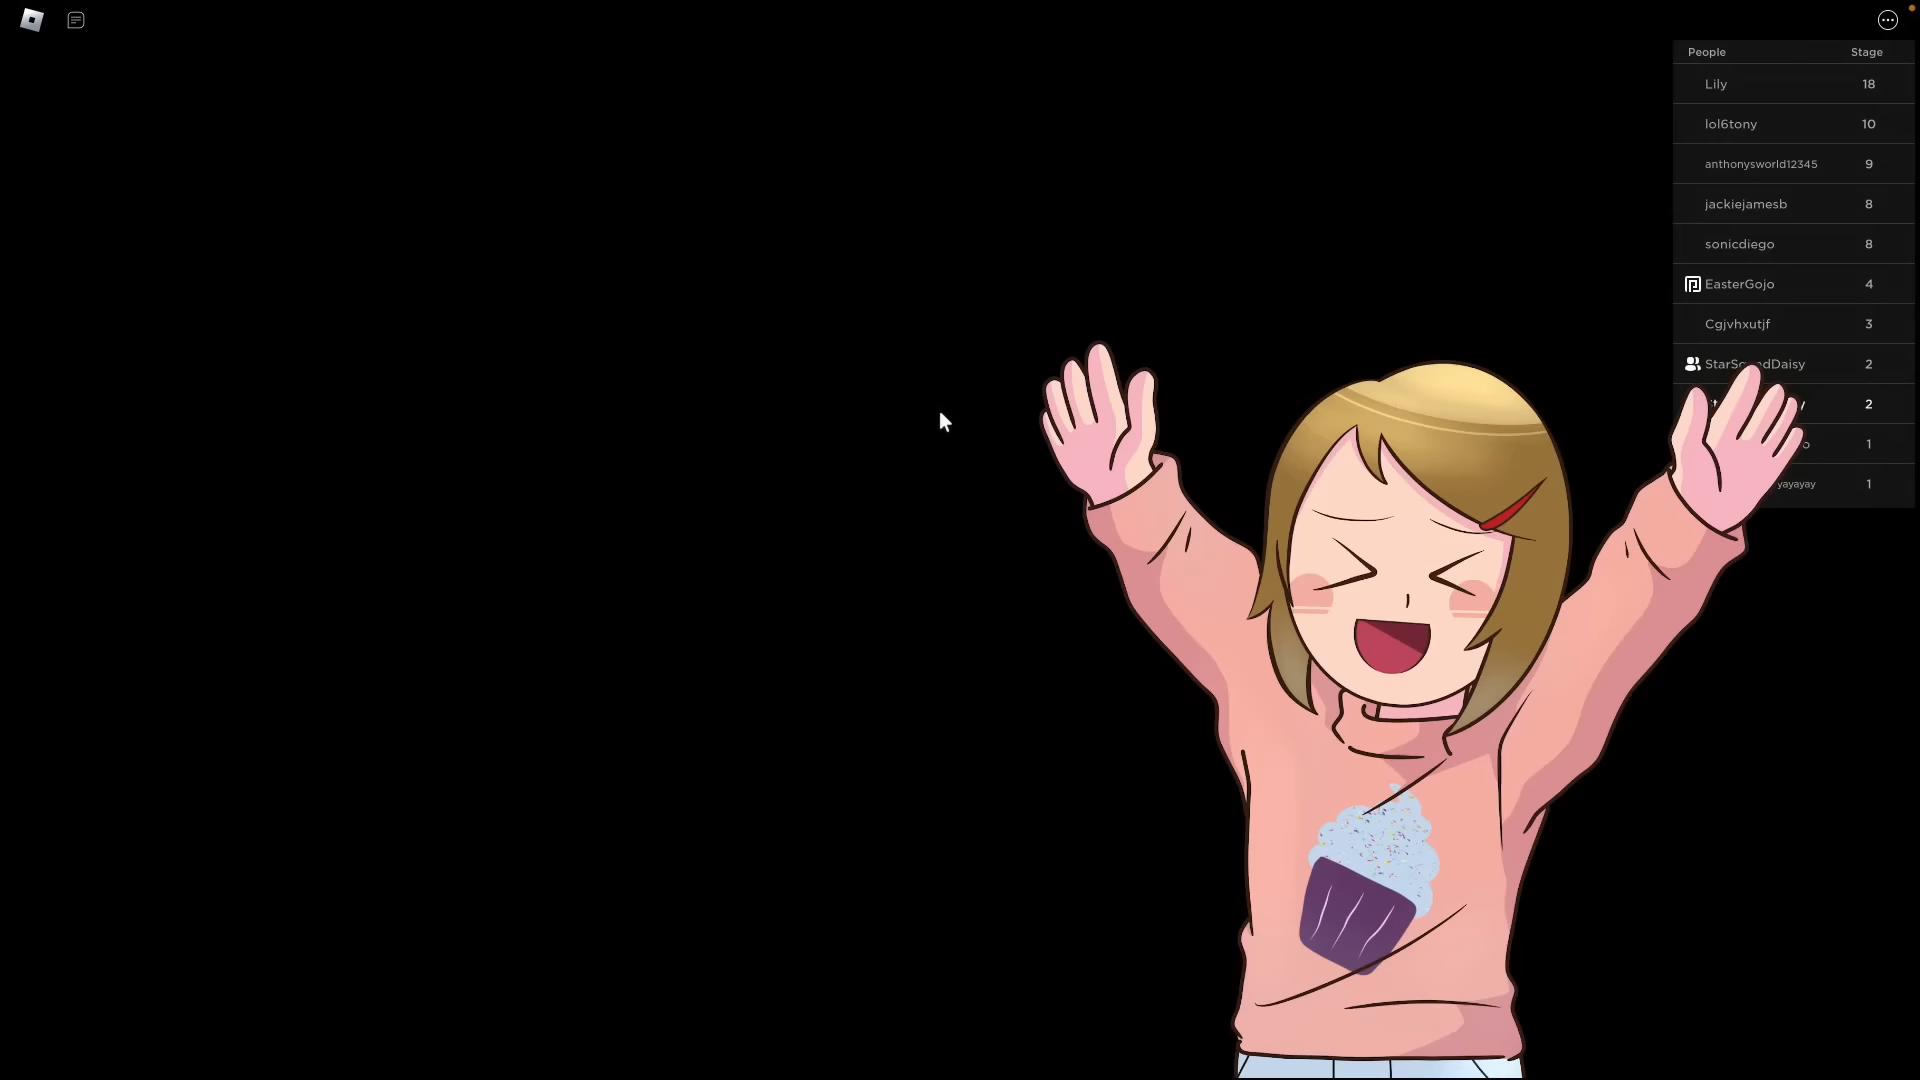 People Stage
Lily 18
lol6tony 10
anthonysworld12345 9
jackiejamesb 8
sonicdiego 8
EasterGojo 4
Cgjvhxutjf 3
2
2
1
yayayay 1